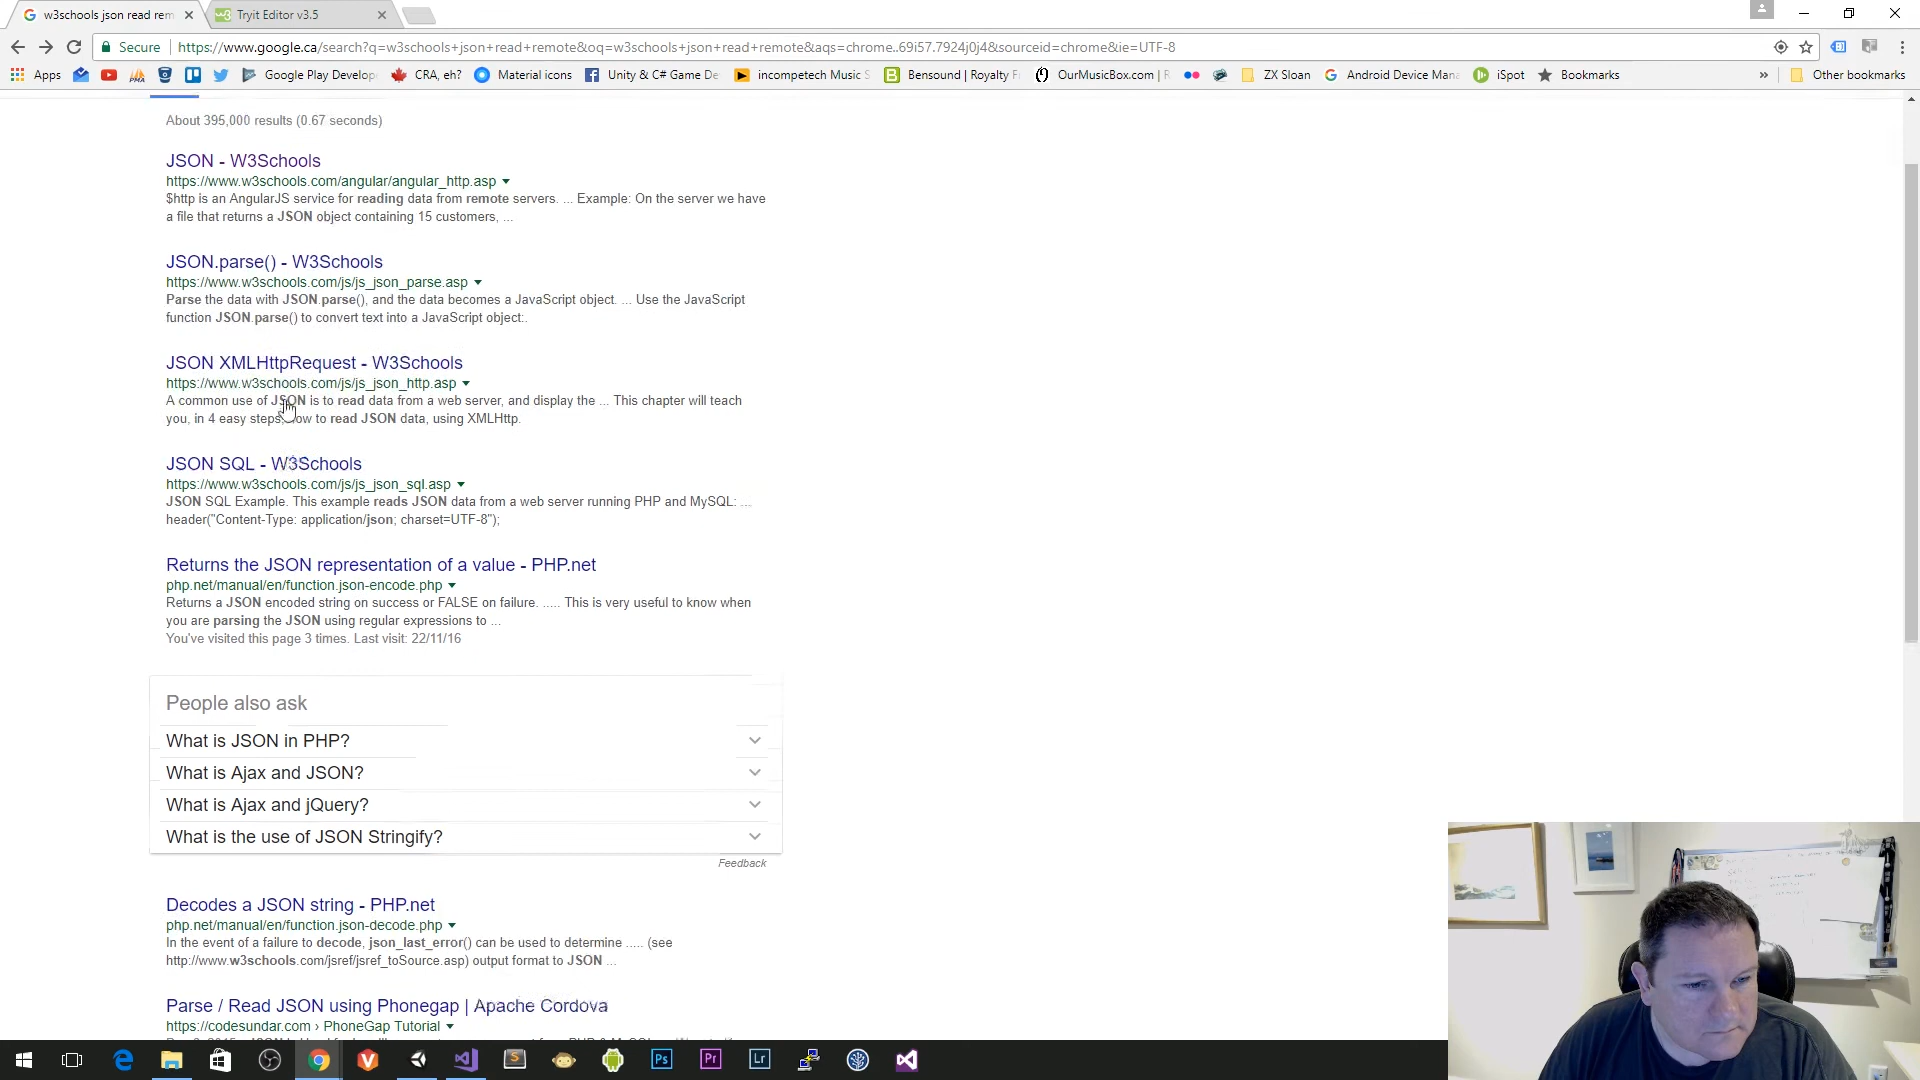 w3schools json read rem
Tryit Editor v3.5
Secure
https://www.google.ca/search?q=w3schools+json+read+remote&oq=w3schools+json+read+remote&aqs=chrome..69i57.7924j0j4&sourceid=chrome&ie=UTF-8
Apps
PMA
Google Play Develop
CRA, eh?
Material icons
Unity & C# Game De
incompetech Music S
Bensound | Royalty F
OurMusicBox.com | R
ZX Sloan
Android Device Man
iSpot
Bookmarks
Other bookmarks
About 395,000 results (0.67 seconds)
JSON - W3Schools
https://www.w3schools.com/angular/angular_http.asp
$http is an AngularJS service for reading data from remote servers. ... Example: On the server we have
a file that returns a JSON object containing 15 customers, ...
JSON.parse() - W3Schools
https://www.w3schools.com/js/js_json_parse.asp
Parse the data with JSON.parse(), and the data becomes a JavaScript object. ... Use the JavaScript
function JSON.parse() to convert text into a JavaScript object:.
JSON XMLHttpRequest - W3Schools
https://www.w3schools.com/js/js_json_http.asp
A common use of JSON is to read data from a web server, and display the ... This chapter will teach
you, in 4 easy steps, how to read JSON data, using XMLHttp.
JSON SQL - W3Schools
https://www.w3schools.com/js/js_json_sql.asp
JSON SQL Example. This example reads JSON data from a web server running PHP and MySQL: ...
header("Content-Type: application/json; charset=UTF-8");
Returns the JSON representation of a value - PHP.net
php.net/manual/en/function.json-encode.php
Returns a JSON encoded string on success or FALSE on failure. ..... This is very useful to know when
you are parsing the JSON using regular expressions to ...
You've visited this page 3 times. Last visit: 22/11/16
People also ask
What is JSON in PHP?
What is Ajax and JSON?
What is Ajax and jQuery?
What is the use of JSON Stringify?
Feedback
Decodes a JSON string - PHP.net
php.net/manual/en/function.json-decode.php
In the event of a failure to decode, json_last_error() can be used to determine ..... (see
http://www.w3schools.com/jsref/jsref_toSource.asp) output format to JSON ...
Parse / Read JSON using Phonegap | Apache Cordova
https://codesundar.com › PhoneGap Tutorial
Ps
Pr
Lr